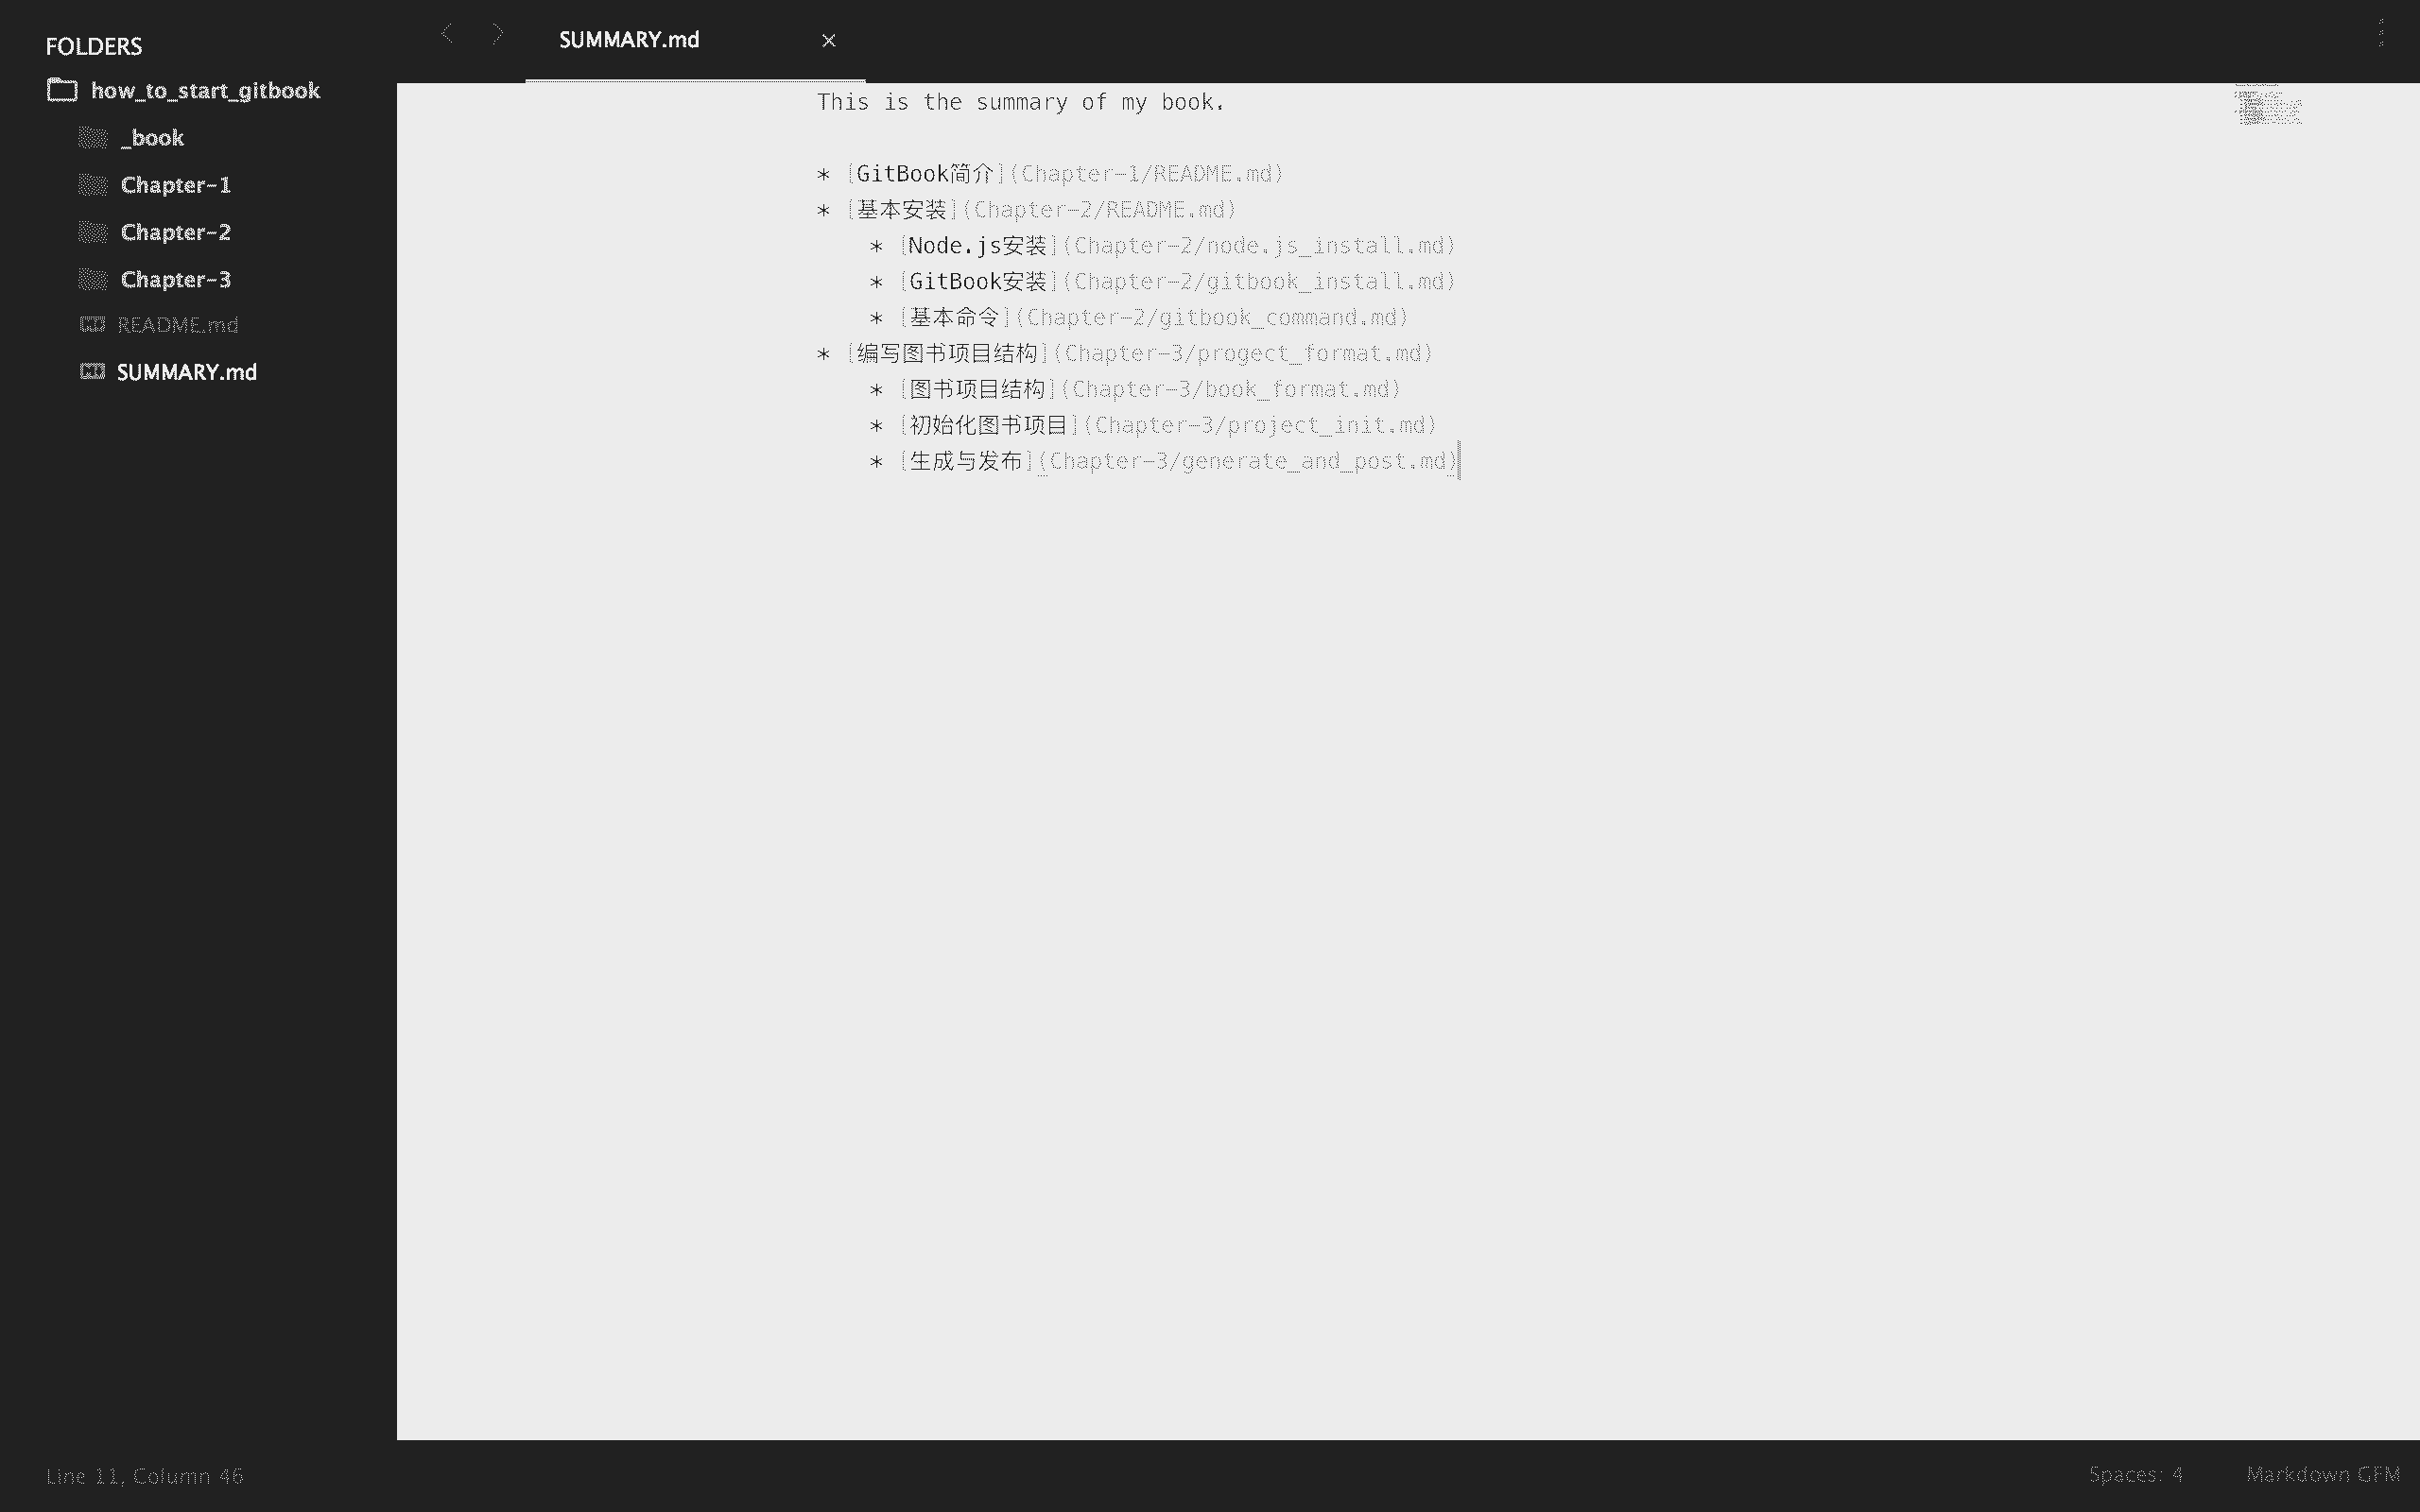 FOLDERS
how_to_start_gitbook
_book
Chapter-1
Chapter-2
Chapter-3
README.md
SUMMARY.md
SUMMARY.md ×
This is the summary of my book.
* [GitBook简介](Chapter-1/README.md)
* [基本安装](Chapter-2/README.md)
    * [Node.js安装](Chapter-2/node.js_install.md)
    * [GitBook安装](Chapter-2/gitbook_install.md)
    * [基本命令](Chapter-2/gitbook_command.md)
* [编写图书项目结构](Chapter-3/progect_format.md)
    * [图书项目结构](Chapter-3/book_format.md)
    * [初始化图书项目](Chapter-3/project_init.md)
    * [生成与发布](Chapter-3/generate_and_post.md)
Line 11, Column 46
Spaces: 4
Markdown GFM